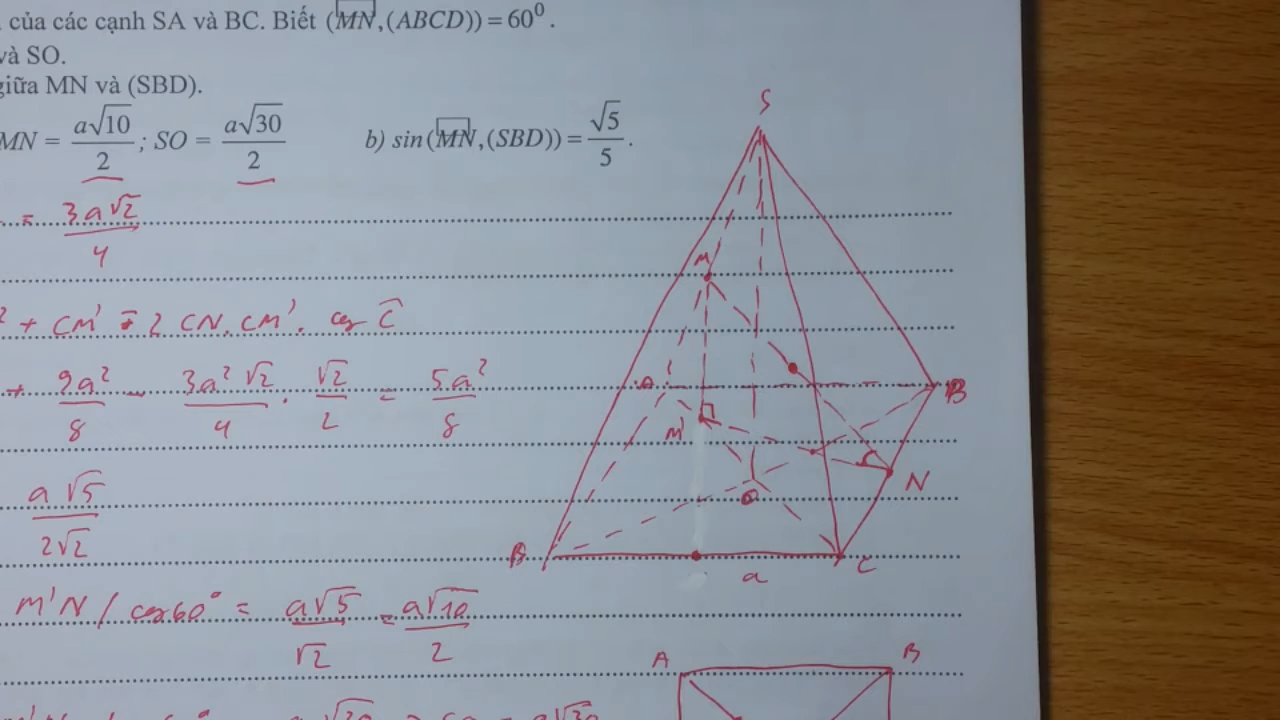 của các cạnh SA và BC. Biết (MN,(ABCD)) = 60⁰.
và SO.
giữa MN và (SBD).
MN = a√10/2 ; SO = a√30/2 b) sin(MN,(SBD)) = √5/5 .
= 3a√2/4
² + CM' - 2 CN. CM'. cos C
+ 9a²/8 - 3a²√2/4 . √2/2 = 5a²/8
a√5/2√2
M'N / cos60° = a√5/√2 = a√10/2
S
M
B
M'
O
N
B
C
a
A B